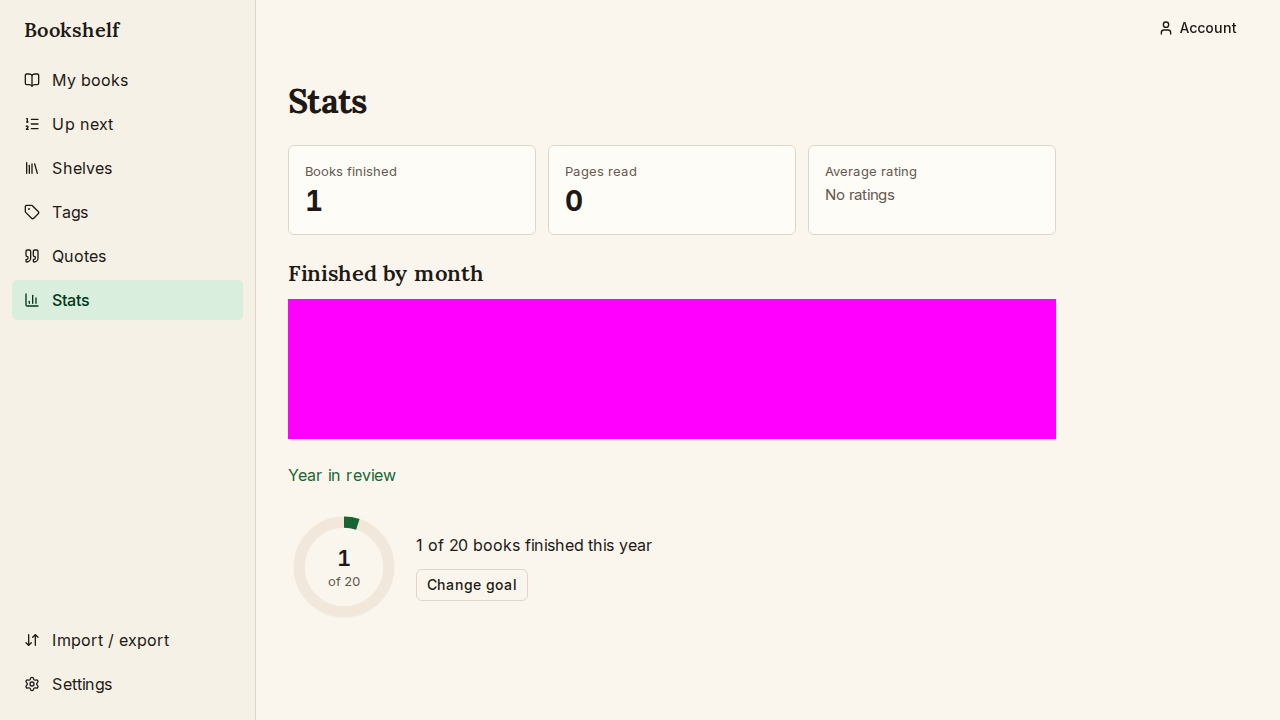 Bookshelf
My books
Up next
Shelves
Tags
Quotes
Stats
Import / export
Settings
Account
Stats
Books finished
1
Pages read
0
Average rating
No ratings
Finished by month
Year in review
1
of 20
1 of 20 books finished this year
Change goal